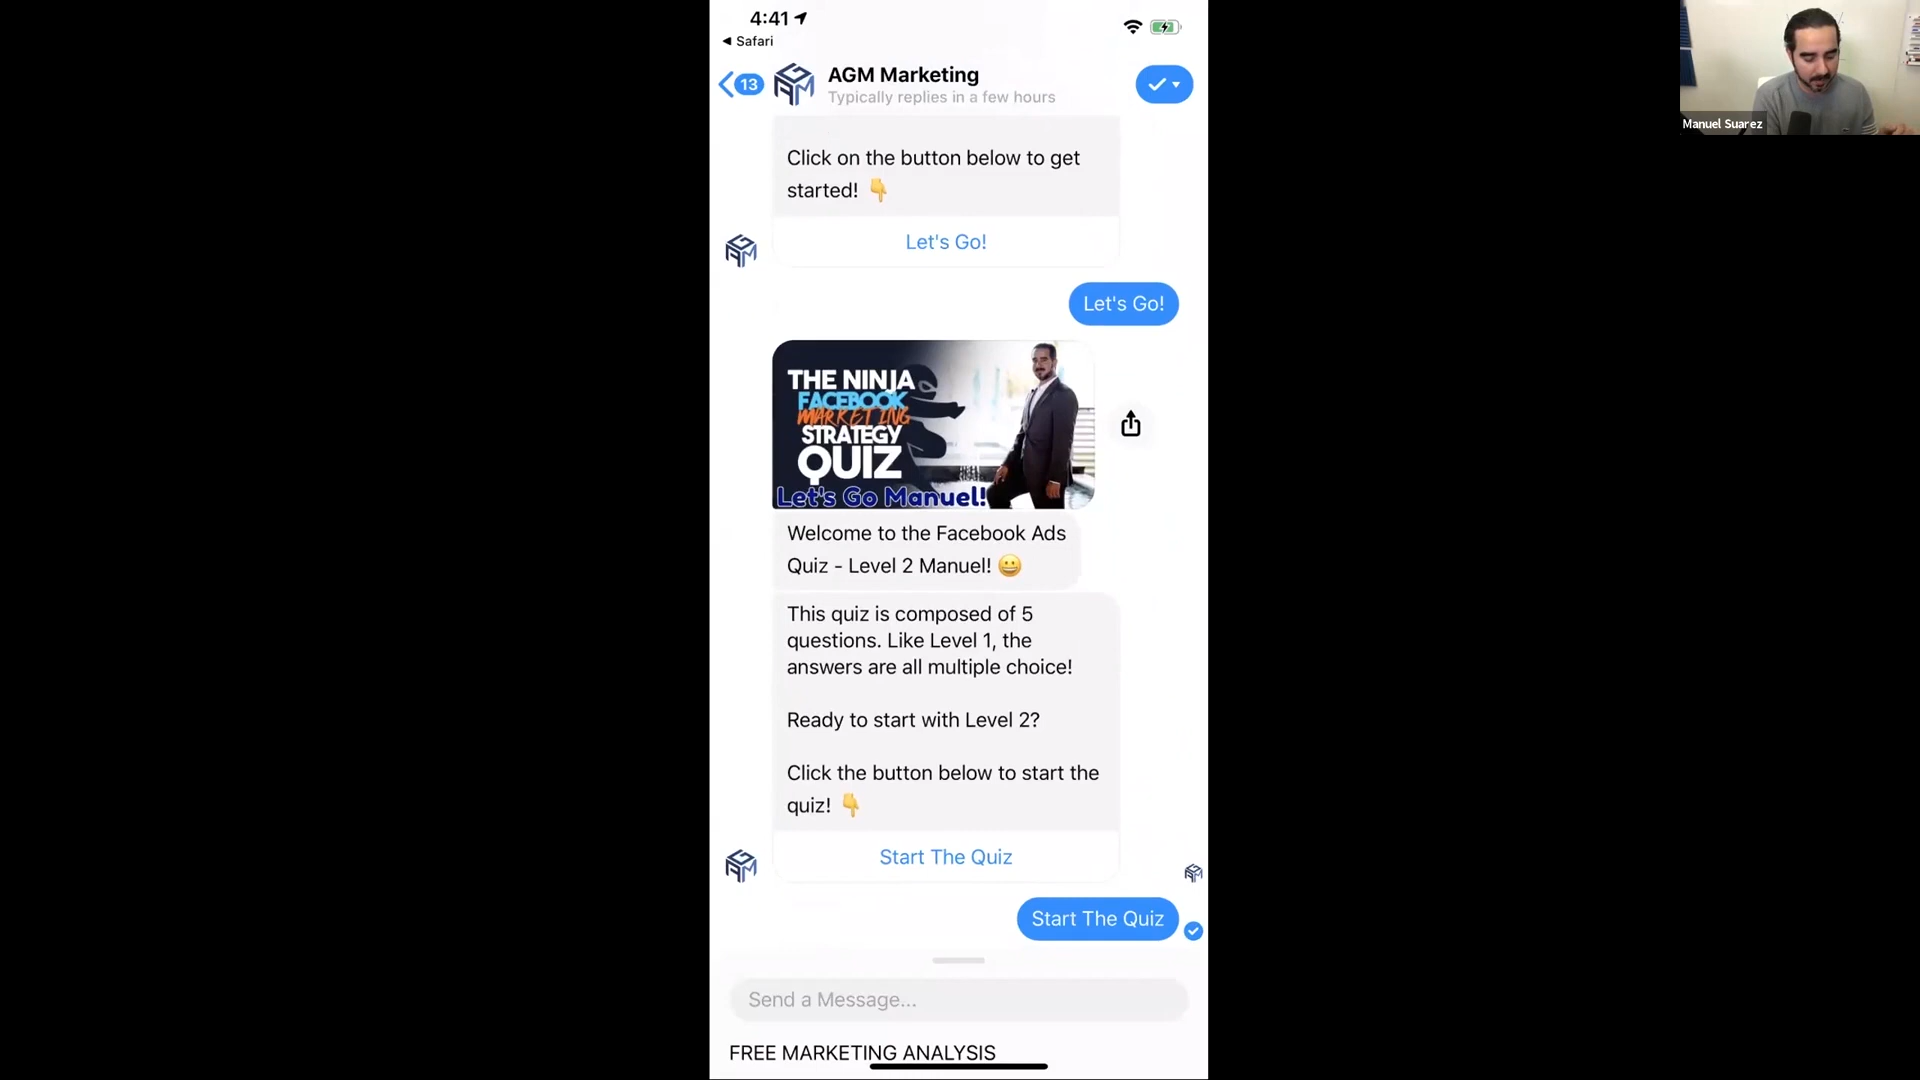 4:41
Safari
13
AGM Marketing
Typically replies in a few hours
Manuel Suarez
Click on the button below to get
started! 👇
Let's Go!
Let's Go!
THE NINJA
FACEBOOK
MARKETING
STRATEGY
QUIZ
Let's Go Manuel!
Welcome to the Facebook Ads
Quiz - Level 2 Manuel! 😀
This quiz is composed of 5
questions. Like Level 1, the
answers are all multiple choice!
Ready to start with Level 2?
Click the button below to start the
quiz! 👇
Start The Quiz
Start The Quiz
Send a Message...
FREE MARKETING ANALYSIS